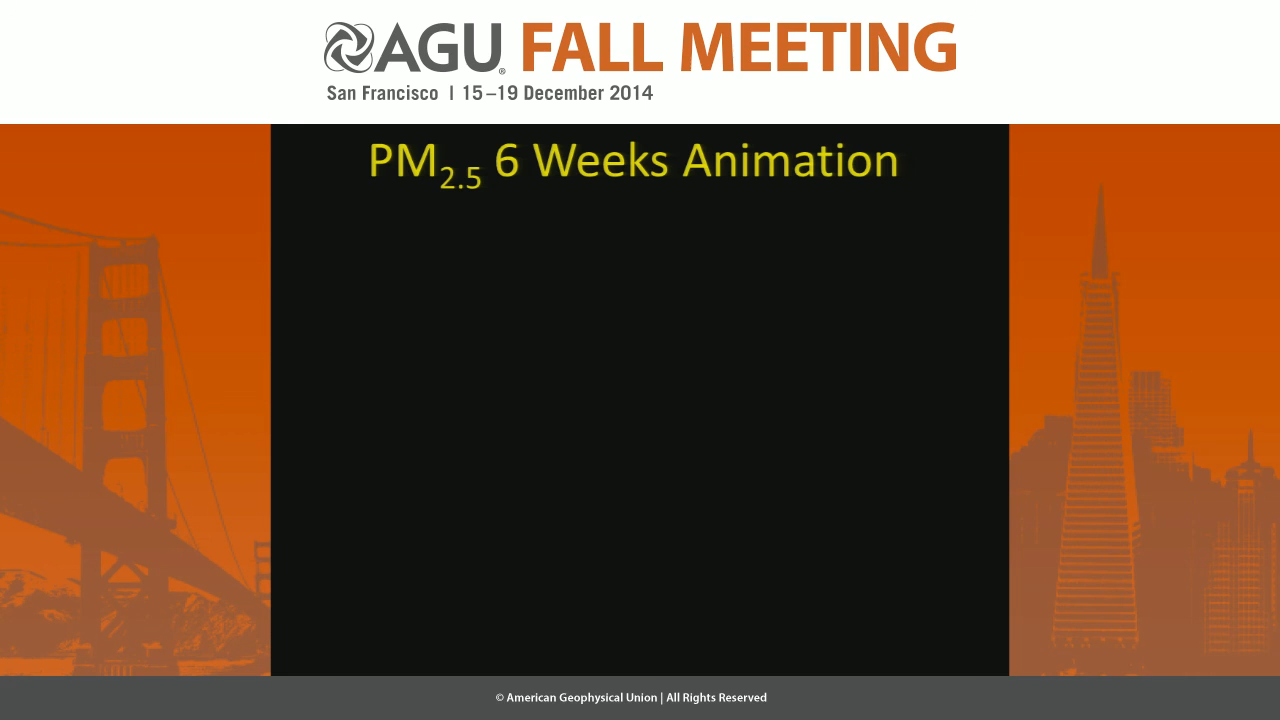 AGU® FALL MEETING
San Francisco | 15–19 December 2014
PM2.5 6 Weeks Animation
© American Geophysical Union | All Rights Reserved